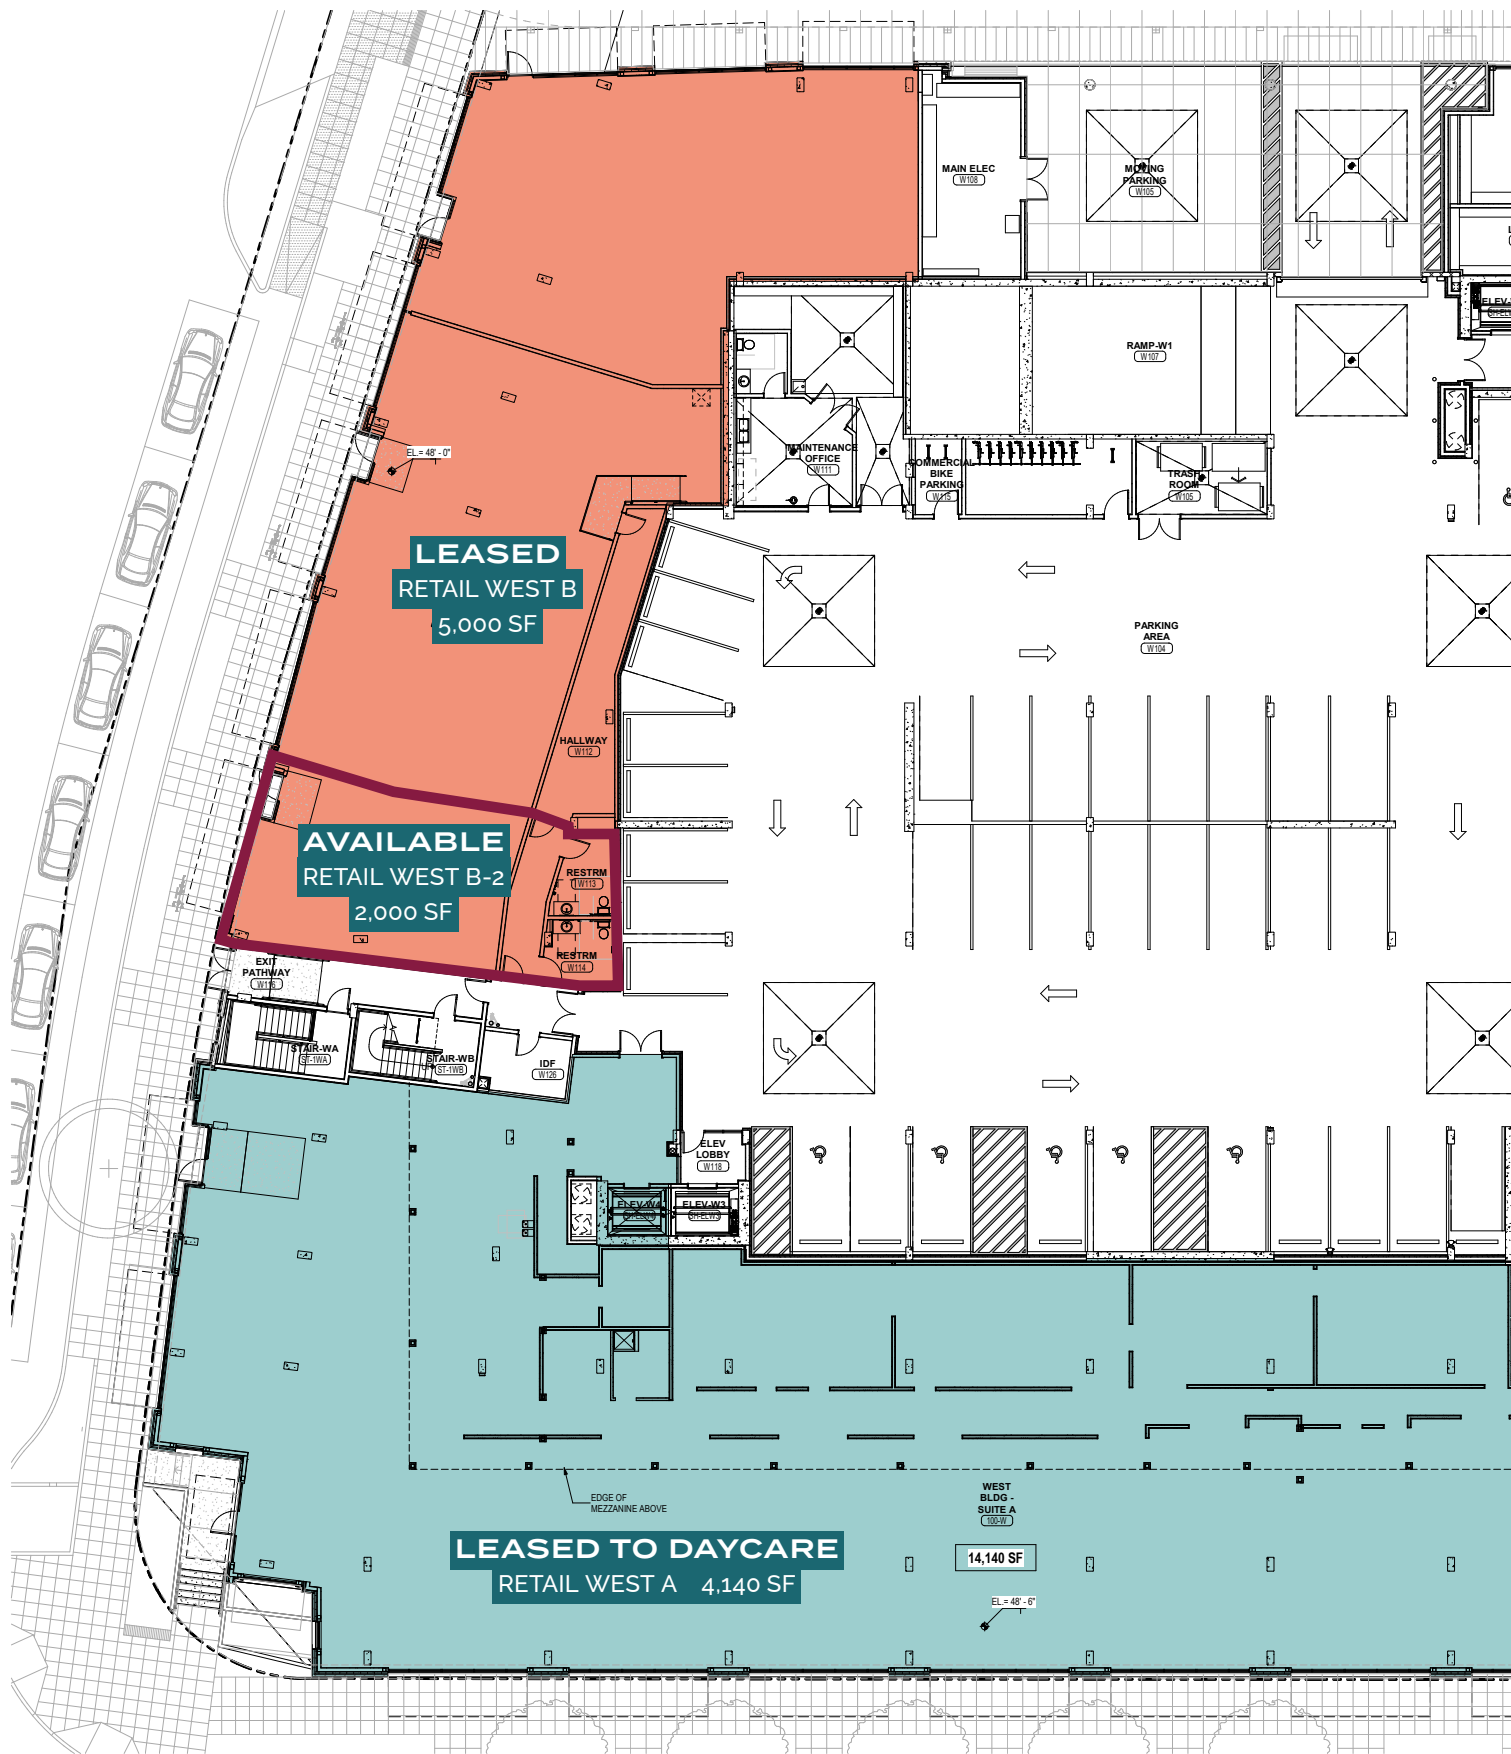 MAIN ELEC
W108
MOVING
PARKING
W105
RAMP-W1
W107
EL.= 48' - 0"
MAINTENANCE
OFFICE
W111
COMMERCIAL
BIKE
PARKING
W115
TRASH
ROOM
W105
LEASED
RETAIL WEST B
5,000 SF
PARKING
AREA
W104
HALLWAY
W112
AVAILABLE
RETAIL WEST B-2
2,000 SF
RESTRM
W113
RESTRM
W114
EXIT
PATHWAY
W116
STAIR-WA
ST-1WA
STAIR-WB
ST-1WB
IDF
W126
ELEV
LOBBY
W118
ELEV-W4
ELEV-W3
EDGE OF
MEZZANINE ABOVE
WEST
BLDG -
SUITE A
100-W
14,140 SF
LEASED TO DAYCARE
RETAIL WEST A 4,140 SF
EL.= 48' - 6"